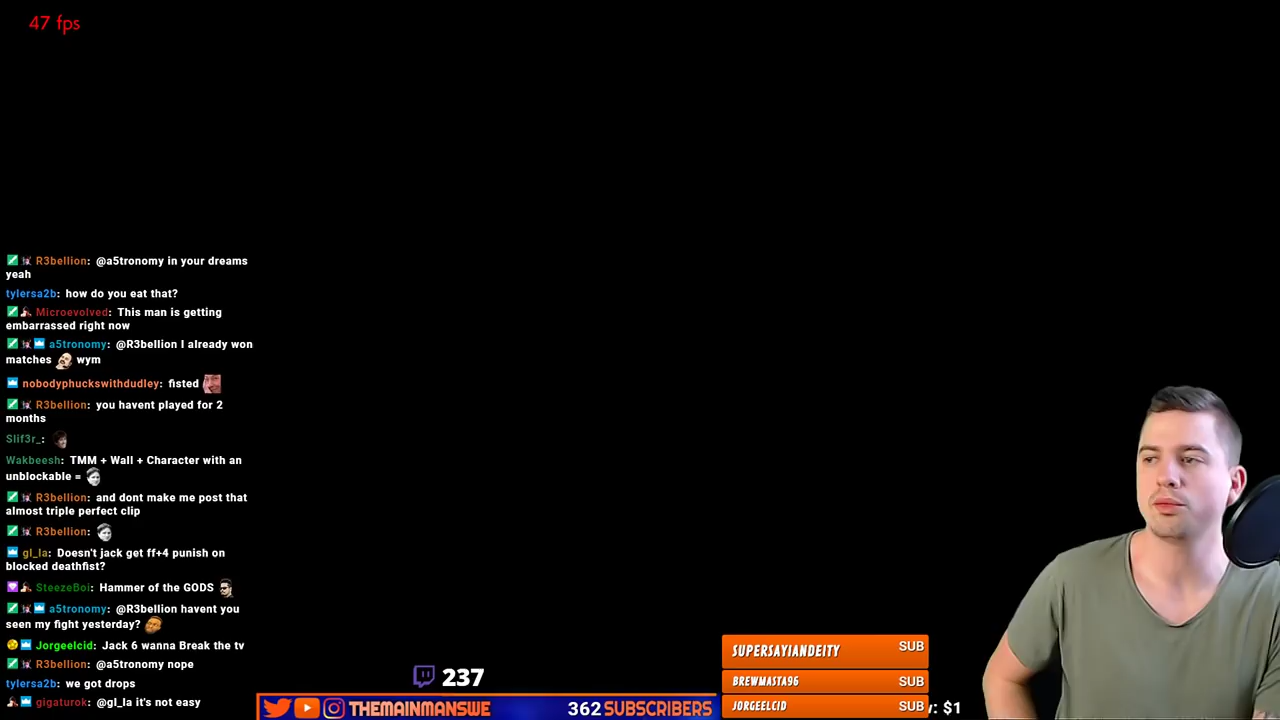 47 fps
R3bellion: @a5tronomy in your dreams
yeah
tylersa2b: how do you eat that?
Microevolved: This man is getting
embarrassed right now
a5tronomy: @R3bellion I already won
matches wym
nobodyphuckswithdudley: fisted
R3bellion: you havent played for 2
months
Slif3r_:
Wakbeesh: TMM + Wall + Character with an
unblockable =
R3bellion: and dont make me post that
almost triple perfect clip
R3bellion:
gl_la: Doesn't jack get ff+4 punish on
blocked deathfist?
SteezeBoi: Hammer of the GODS
a5tronomy: @R3bellion havent you
seen my fight yesterday?
Jorgeelcid: Jack 6 wanna Break the tv
R3bellion: @a5tronomy nope
tylersa2b: we got drops
gigaturok: @gl_la it's not easy
237
THEMAINMANSWE 362 SUBSCRIBERS
SUPERSAYIANDEITY SUB
BREWMASTA96 SUB
JORGEELCID SUB
: $1